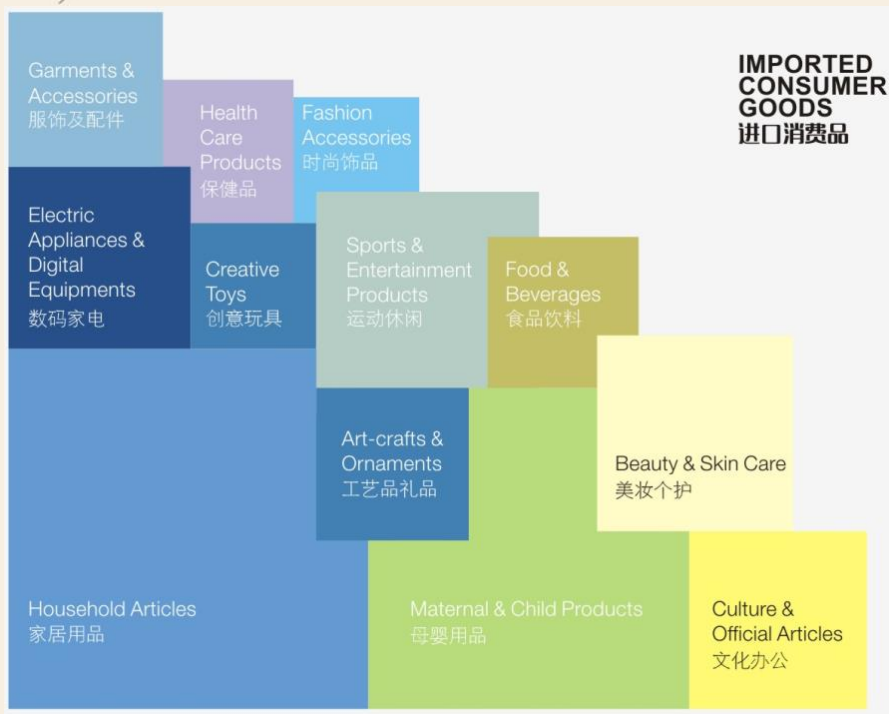 IMPORTED
CONSUMER
GOODS
进口消费品
Garments &
Accessories
服饰及配件
Health
Care
Products
保健品
Fashion
Accessories
时尚饰品
Electric
Appliances &
Digital
Equipments
数码家电
Creative
Toys
创意玩具
Sports &
Entertainment
Products
运动休闲
Food &
Beverages
食品饮料
Art-crafts &
Ornaments
工艺品礼品
Beauty & Skin Care
美妆个护
Household Articles
家居用品
Maternal & Child Products
母婴用品
Culture &
Official Articles
文化办公